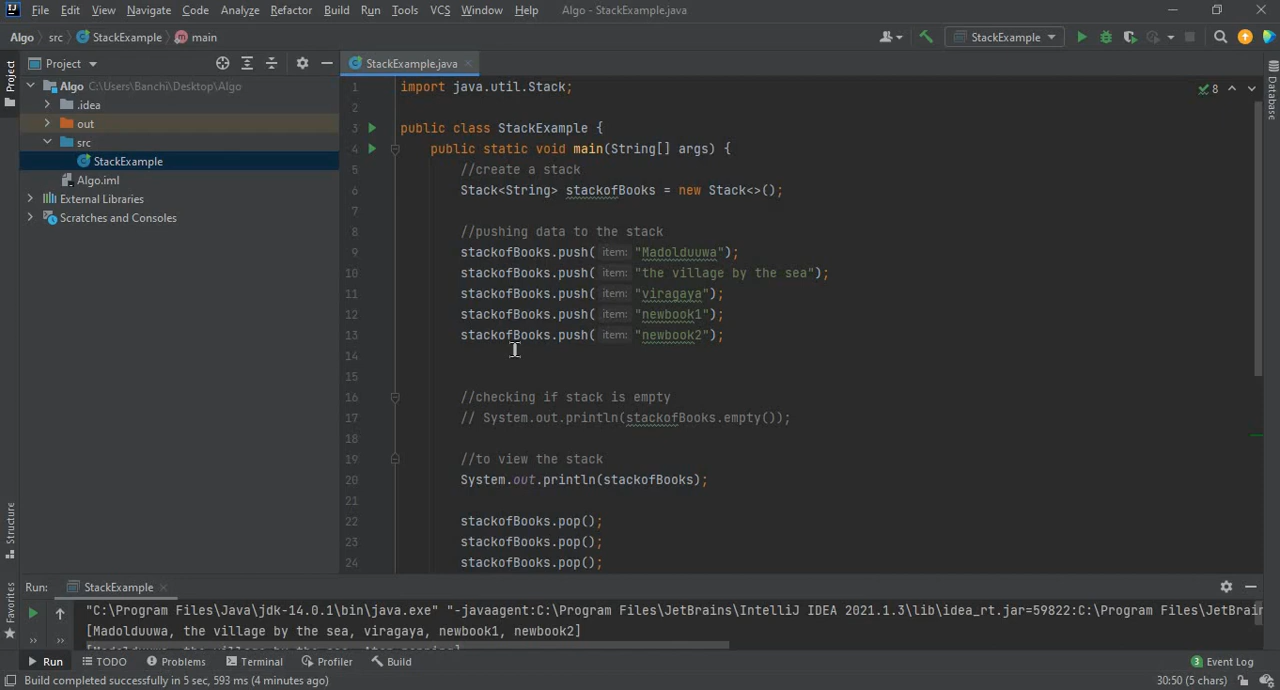 File Edit View Navigate Code Analyze Refactor Build Run Tools VCS Window Help Algo - StackExample.java
Algo src StackExample main StackExample
Project StackExample.java
Project
Algo C:\Users\Banchi\Desktop\Algo
.idea
out
src
StackExample
Algo.iml
External Libraries
Scratches and Consoles
Structure
Favorites
Database
8
1 import java.util.Stack;
2
3 public class StackExample {
4 public static void main(String[] args) {
5 //create a stack
6 Stack<String> stackofBooks = new Stack<>();
7
8 //pushing data to the stack
9 stackofBooks.push( item: "Madolduuwa");
10 stackofBooks.push( item: "the village by the sea");
11 stackofBooks.push( item: "viragaya");
12 stackofBooks.push( item: "newbook1");
13 stackofBooks.push( item: "newbook2");
14
15
16 //checking if stack is empty
17 // System.out.println(stackofBooks.empty());
18
19 //to view the stack
20 System.out.println(stackofBooks);
21
22 stackofBooks.pop();
23 stackofBooks.pop();
24 stackofBooks.pop();
Run: StackExample
"C:\Program Files\Java\jdk-14.0.1\bin\java.exe" "-javaagent:C:\Program Files\JetBrains\IntelliJ IDEA 2021.1.3\lib\idea_rt.jar=59822:C:\Program Files\JetBrain
[Madolduuwa, the village by the sea, viragaya, newbook1, newbook2]
Run TODO Problems Terminal Profiler Build 3 Event Log
Build completed successfully in 5 sec, 593 ms (4 minutes ago) 30:50 (5 chars)